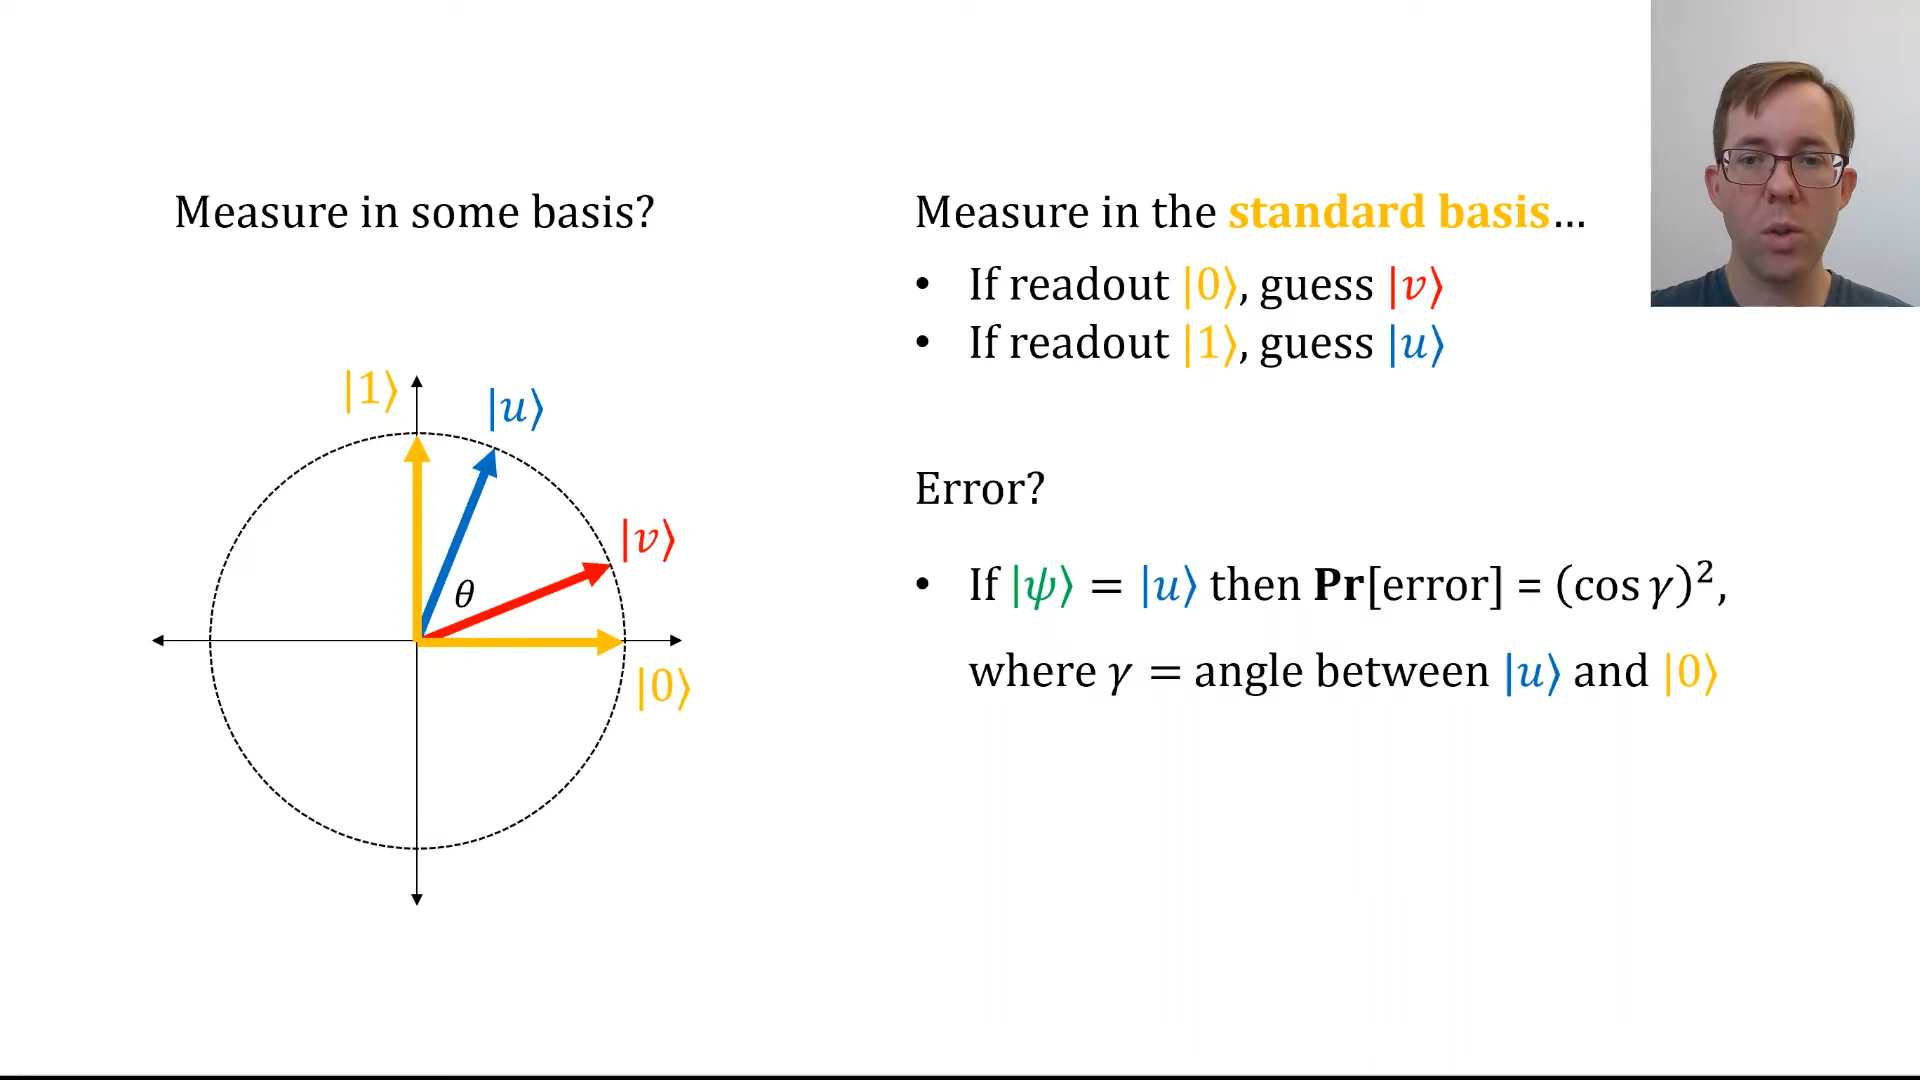 Measure in some basis?
|1⟩
|u⟩
|v⟩
θ
|0⟩
Measure in the standard basis…
• If readout |0⟩, guess |v⟩
• If readout |1⟩, guess |u⟩
Error?
• If |ψ⟩ = |u⟩ then Pr[error] = (cos γ)²,
where γ = angle between |u⟩ and |0⟩